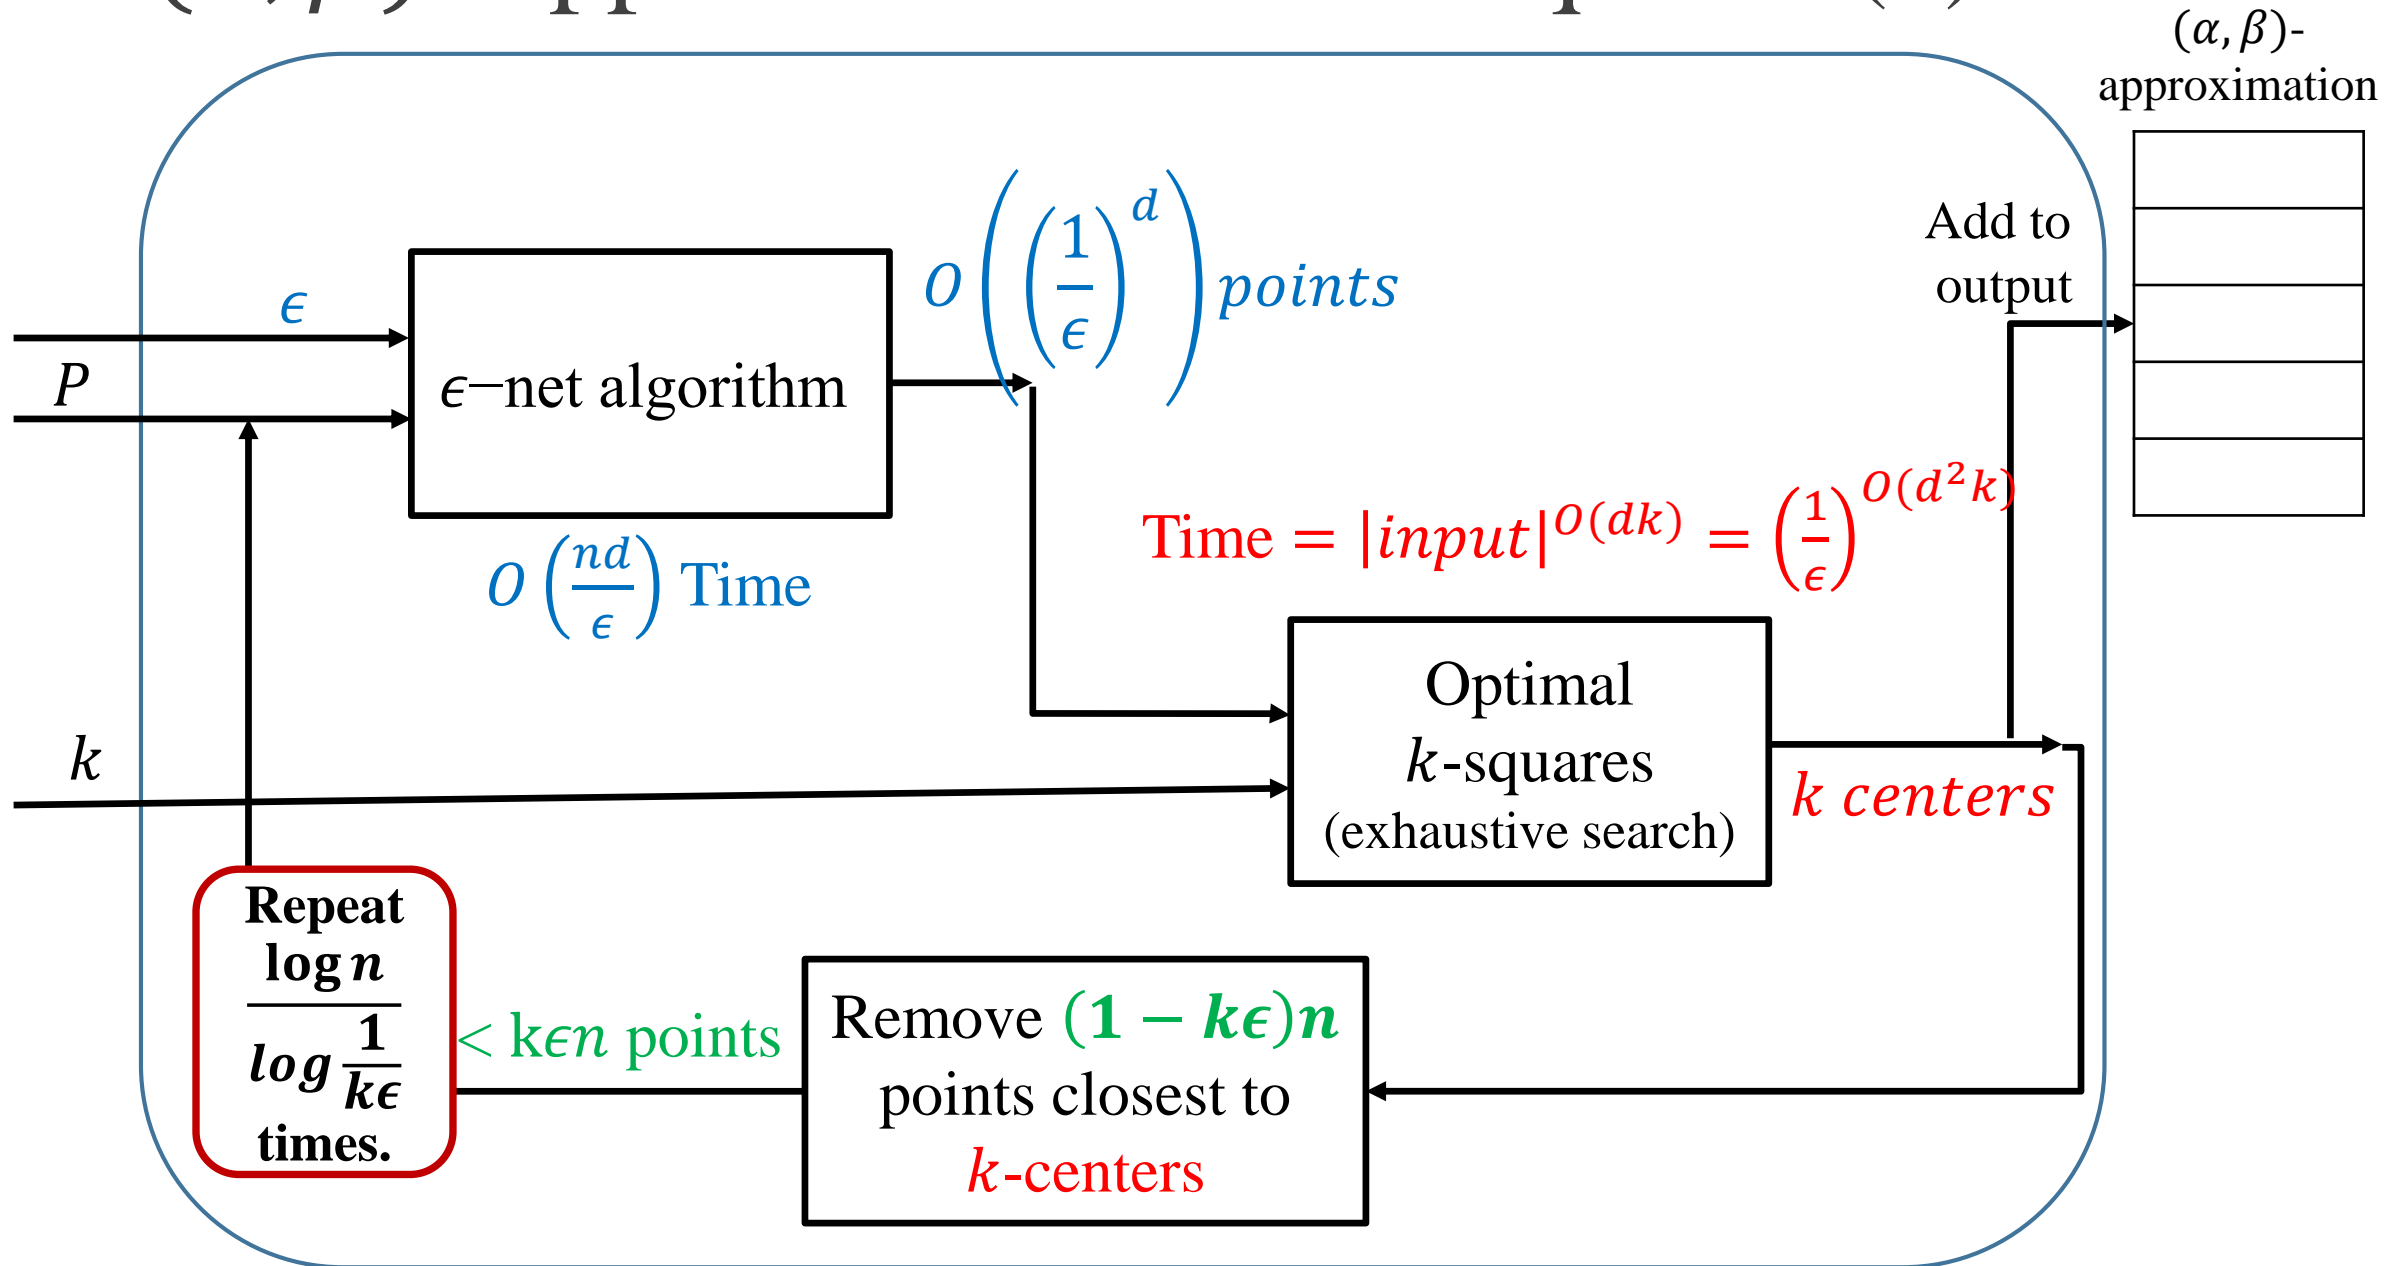 (α, β)-
approximation
Add to
output
O((1/ϵ)^d) points
ϵ
P
ϵ−net algorithm
O(nd/ϵ) Time
Time = |input|^O(dk) = (1/ϵ)^O(d²k)
k
Optimal
k-squares
(exhaustive search)
k centers
Repeat
log n
log 1/kϵ
times.
< kϵn points
Remove (1 − kϵ)n
points closest to
k-centers